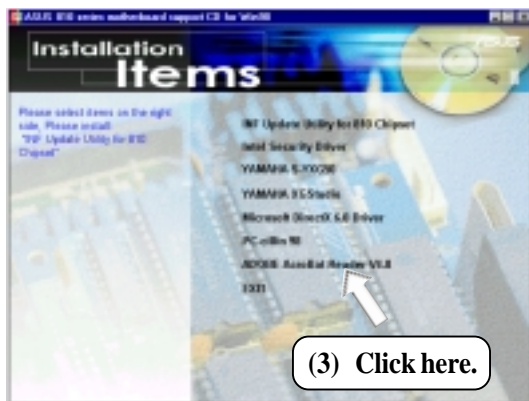 ASUS 810 series motherboard support CD for Win98
Installation
Items
ASUS
Please select items on the right
side, Please install
"INF Update Utility for 810
Chipset"
INF Update Utility for 810 Chipset
Intel Security Driver
YAMAHA
YAMAHA XGStudio
Microsoft DirectX 6.0 Driver
PC-cillin 98
ADOBE AcroBat Reader V3.0
EXIT
(3) Click here.